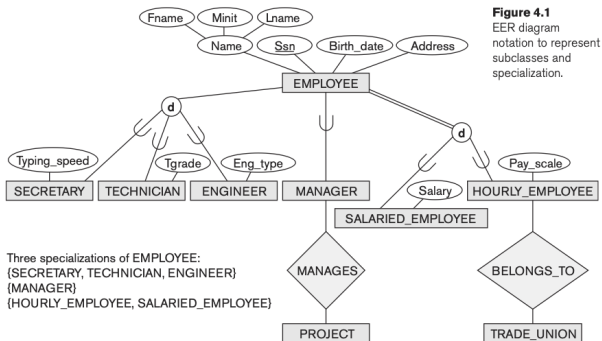 Fname Minit Lname
Name Ssn Birth_date Address
Figure 4.1
EER diagram
notation to represent
subclasses and
specialization.
EMPLOYEE
d
d
Typing_speed Tgrade Eng_type Pay_scale
SECRETARY TECHNICIAN ENGINEER MANAGER Salary HOURLY_EMPLOYEE
SALARIED_EMPLOYEE
Three specializations of EMPLOYEE:
{SECRETARY, TECHNICIAN, ENGINEER}
{MANAGER}
{HOURLY_EMPLOYEE, SALARIED_EMPLOYEE}
MANAGES BELONGS_TO
PROJECT TRADE_UNION